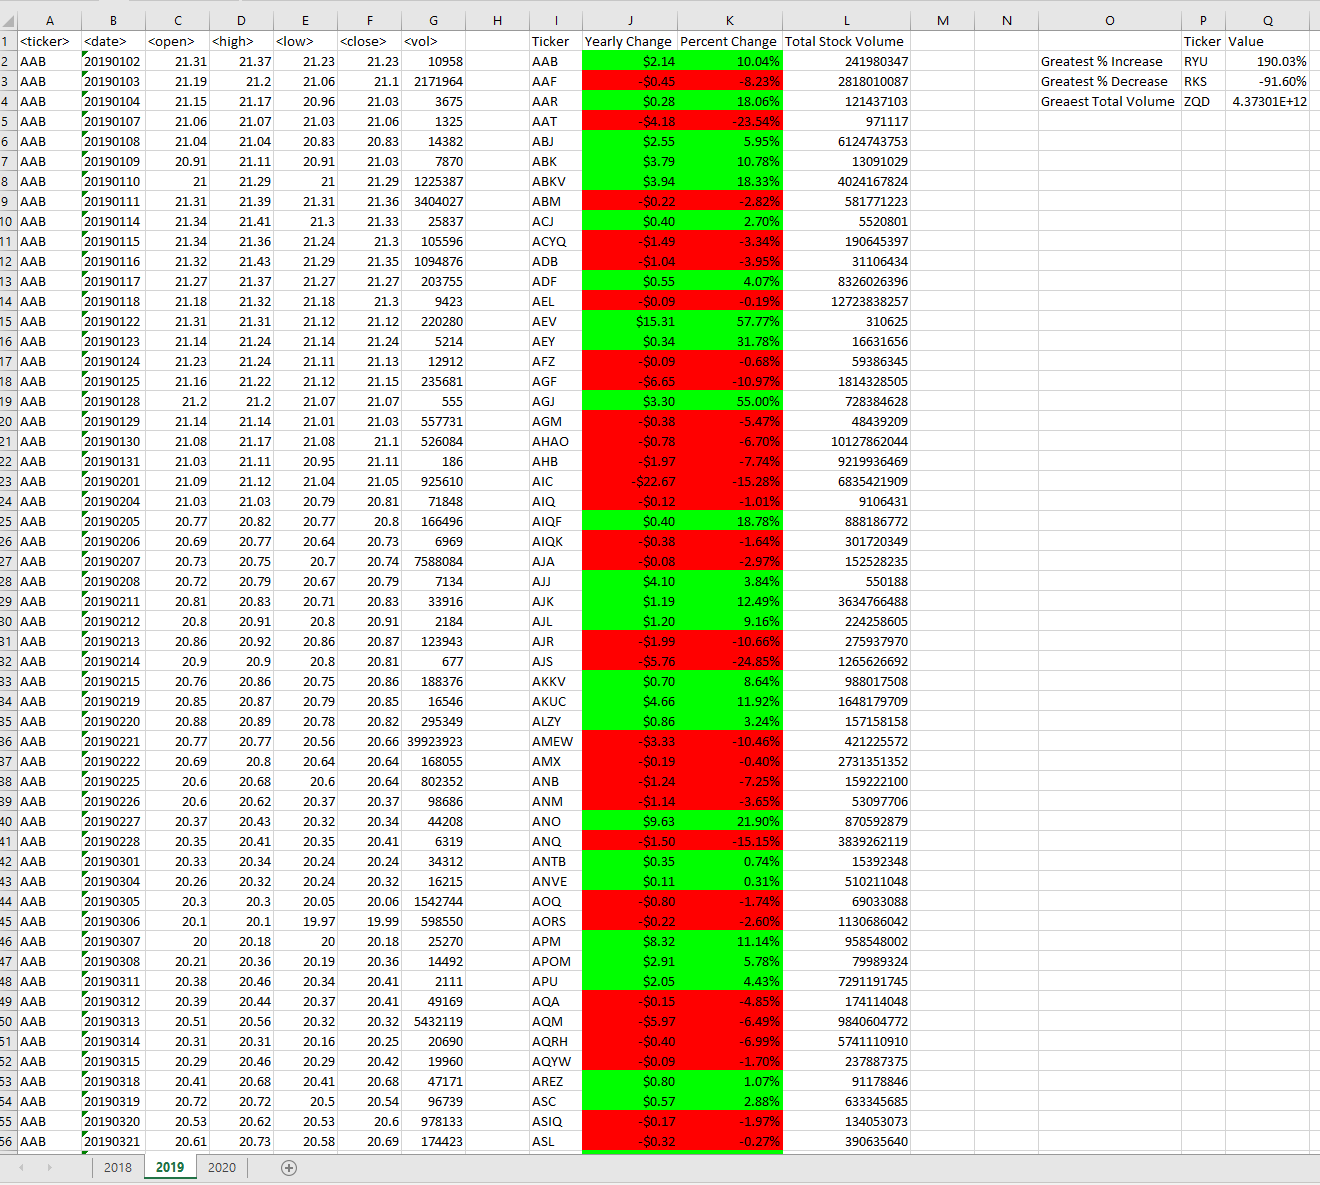 A B C D E F G H I J K L M N O P Q
1 <ticker> <date> <open> <high> <low> <close> <vol> Ticker Yearly Change Percent Change Total Stock Volume Ticker Value
2 AAB 20190102 21.31 21.37 21.23 21.23 10958 AAB $2.14 10.04% 241980347 Greatest % Increase RYU 190.03%
3 AAB 20190103 21.19 21.2 21.06 21.1 2171964 AAF -$0.45 -8.23% 2818010087 Greatest % Decrease RKS -91.60%
4 AAB 20190104 21.15 21.17 20.96 21.03 3675 AAR $0.28 18.06% 121437103 Greaest Total Volume ZQD 4.37301E+12
5 AAB 20190107 21.06 21.07 21.03 21.06 1325 AAT -$4.18 -23.54% 971117
6 AAB 20190108 21.04 21.04 20.83 20.83 14382 ABJ $2.55 5.95% 6124743753
7 AAB 20190109 20.91 21.11 20.91 21.03 7870 ABK $3.79 10.78% 13091029
8 AAB 20190110 21 21.29 21 21.29 1225387 ABKV $3.94 18.33% 4024167824
9 AAB 20190111 21.31 21.39 21.31 21.36 3404027 ABM -$0.22 -2.82% 581771223
10 AAB 20190114 21.34 21.41 21.3 21.33 25837 ACJ $0.40 2.70% 5520801
11 AAB 20190115 21.34 21.36 21.24 21.3 105596 ACYQ -$1.49 -3.34% 190645397
12 AAB 20190116 21.32 21.43 21.29 21.35 1094876 ADB -$1.04 -3.95% 31106434
13 AAB 20190117 21.27 21.37 21.27 21.27 203755 ADF $0.55 4.07% 8326026396
14 AAB 20190118 21.18 21.32 21.18 21.3 9423 AEL -$0.09 -0.19% 12723838257
15 AAB 20190122 21.31 21.31 21.12 21.12 220280 AEV $15.31 57.77% 310625
16 AAB 20190123 21.14 21.24 21.14 21.24 5214 AEY $0.34 31.78% 16631656
17 AAB 20190124 21.23 21.24 21.11 21.13 12912 AFZ -$0.09 -0.68% 59386345
18 AAB 20190125 21.16 21.22 21.12 21.15 235681 AGF -$6.65 -10.97% 1814328505
19 AAB 20190128 21.2 21.2 21.07 21.07 555 AGJ $3.30 55.00% 728384628
20 AAB 20190129 21.14 21.14 21.01 21.03 557731 AGM -$0.38 -5.47% 48439209
21 AAB 20190130 21.08 21.17 21.08 21.1 526084 AHAO -$0.78 -6.70% 10127862044
22 AAB 20190131 21.03 21.11 20.95 21.11 186 AHB -$1.97 -7.74% 9219936469
23 AAB 20190201 21.09 21.12 21.04 21.05 925610 AIC -$22.67 -15.28% 6835421909
24 AAB 20190204 21.03 21.03 20.79 20.81 71848 AIQ -$0.12 -1.01% 9106431
25 AAB 20190205 20.77 20.82 20.77 20.8 166496 AIQF $0.40 18.78% 888186772
26 AAB 20190206 20.69 20.77 20.64 20.73 6969 AIQK -$0.38 -1.64% 301720349
27 AAB 20190207 20.73 20.75 20.7 20.74 7588084 AJA -$0.08 -2.97% 152528235
28 AAB 20190208 20.72 20.79 20.67 20.79 7134 AJJ $4.10 3.84% 550188
29 AAB 20190211 20.81 20.83 20.71 20.83 33916 AJK $1.19 12.49% 3634766488
30 AAB 20190212 20.8 20.91 20.8 20.91 2184 AJL $1.20 9.16% 224258605
31 AAB 20190213 20.86 20.92 20.86 20.87 123943 AJR -$1.99 -10.66% 275937970
32 AAB 20190214 20.9 20.9 20.8 20.81 677 AJS -$5.76 -24.85% 1265626692
33 AAB 20190215 20.76 20.86 20.75 20.86 188376 AKKV $0.70 8.64% 988017508
34 AAB 20190219 20.85 20.87 20.79 20.85 16546 AKUC $4.66 11.92% 1648179709
35 AAB 20190220 20.88 20.89 20.78 20.82 295349 ALZY $0.86 3.24% 157158158
36 AAB 20190221 20.77 20.77 20.56 20.66 39923923 AMEW -$3.33 -10.46% 421225572
37 AAB 20190222 20.69 20.8 20.64 20.64 168055 AMX -$0.19 -0.40% 2731351352
38 AAB 20190225 20.6 20.68 20.6 20.64 802352 ANB -$1.24 -7.25% 159222100
39 AAB 20190226 20.6 20.62 20.37 20.37 98686 ANM -$1.14 -3.65% 53097706
40 AAB 20190227 20.37 20.43 20.32 20.34 44208 ANO $9.63 21.90% 870592879
41 AAB 20190228 20.35 20.41 20.35 20.41 6319 ANQ -$1.50 -15.15% 3839262119
42 AAB 20190301 20.33 20.34 20.24 20.24 34312 ANTB $0.35 0.74% 15392348
43 AAB 20190304 20.26 20.32 20.24 20.32 16215 ANVE $0.11 0.31% 510211048
44 AAB 20190305 20.3 20.3 20.05 20.06 1542744 AOQ -$0.80 -1.74% 69033088
45 AAB 20190306 20.1 20.1 19.97 19.99 598550 AORS -$0.22 -2.60% 1130686042
46 AAB 20190307 20 20.18 20 20.18 25270 APM $8.32 11.14% 958548002
47 AAB 20190308 20.21 20.36 20.19 20.36 14492 APOM $2.91 5.78% 79989324
48 AAB 20190311 20.38 20.46 20.34 20.41 2111 APU $2.05 4.43% 7291191745
49 AAB 20190312 20.39 20.44 20.37 20.41 49169 AQA -$0.15 -4.85% 174114048
50 AAB 20190313 20.51 20.56 20.32 20.32 5432119 AQM -$5.97 -6.49% 9840604772
51 AAB 20190314 20.31 20.31 20.16 20.25 20690 AQRH -$0.40 -6.99% 5741110910
52 AAB 20190315 20.29 20.46 20.29 20.42 19960 AQYW -$0.09 -1.70% 237887375
53 AAB 20190318 20.41 20.68 20.41 20.68 47171 AREZ $0.80 1.07% 91178846
54 AAB 20190319 20.72 20.72 20.5 20.54 96739 ASC $0.57 2.88% 633345685
55 AAB 20190320 20.53 20.62 20.53 20.6 978133 ASIQ -$0.17 -1.97% 134053073
56 AAB 20190321 20.61 20.73 20.58 20.69 174423 ASL -$0.32 -0.27% 390635640
2018 2019 2020